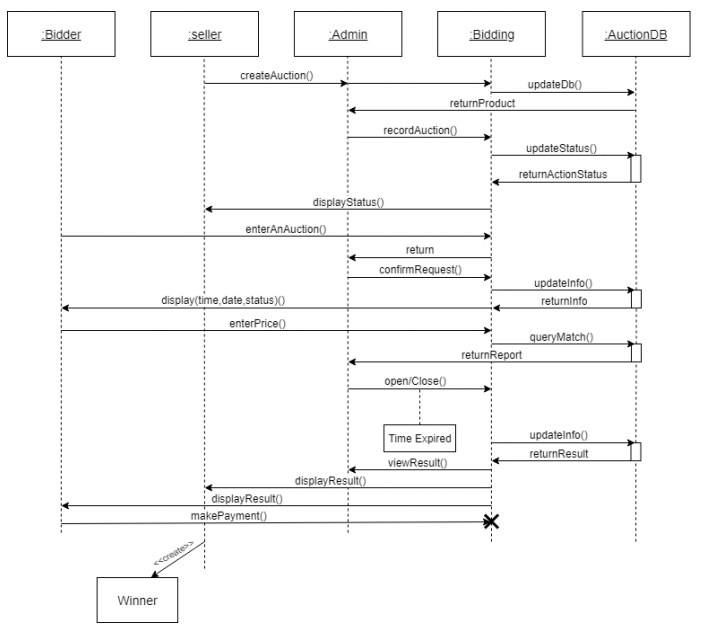 :Bidder
:seller
:Admin
:Bidding
:AuctionDB
createAuction()
updateDb()
returnProduct
recordAuction()
updateStatus()
returnActionStatus
displayStatus()
enterAnAuction()
return
confirmRequest()
updateInfo()
display(time,date,status)()
returnInfo
enterPrice()
queryMatch()
returnReport
open/Close()
Time Expired
updateInfo()
returnResult
viewResult()
displayResult()
displayResult()
makePayment()
<<create>>
Winner